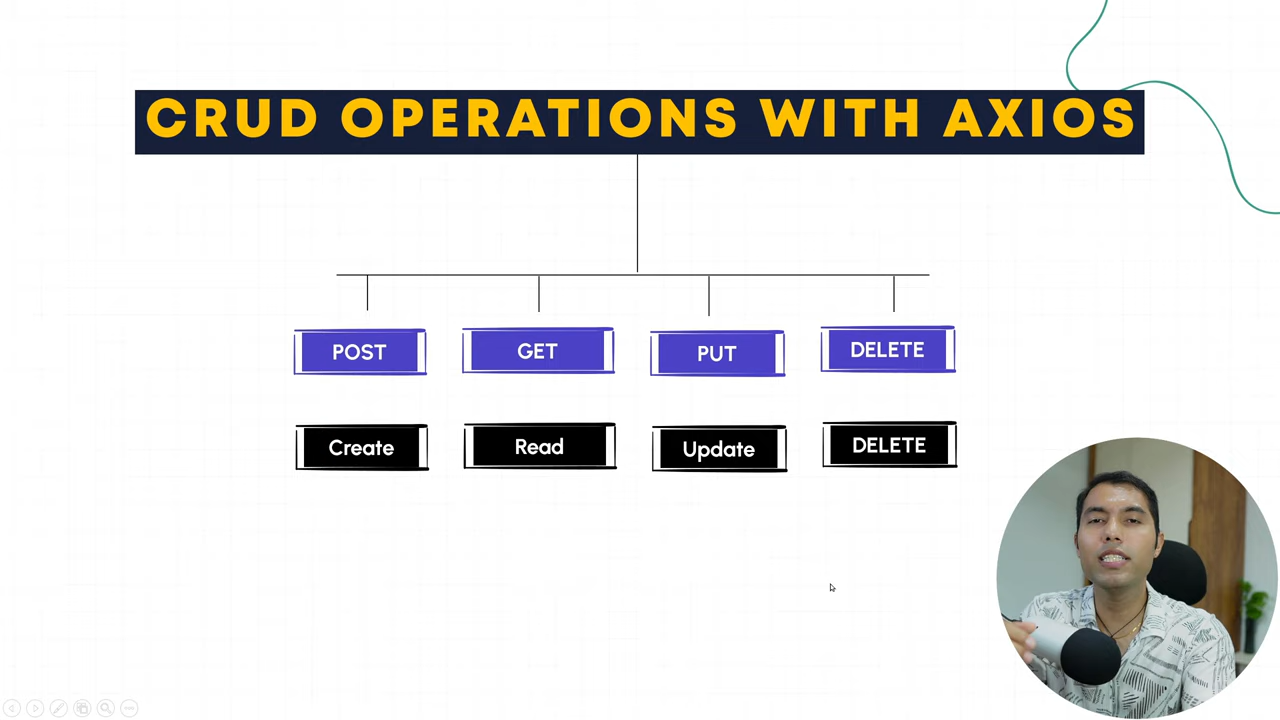 CRUD OPERATIONS WITH AXIOS
POST GET PUT DELETE
Create Read Update DELETE